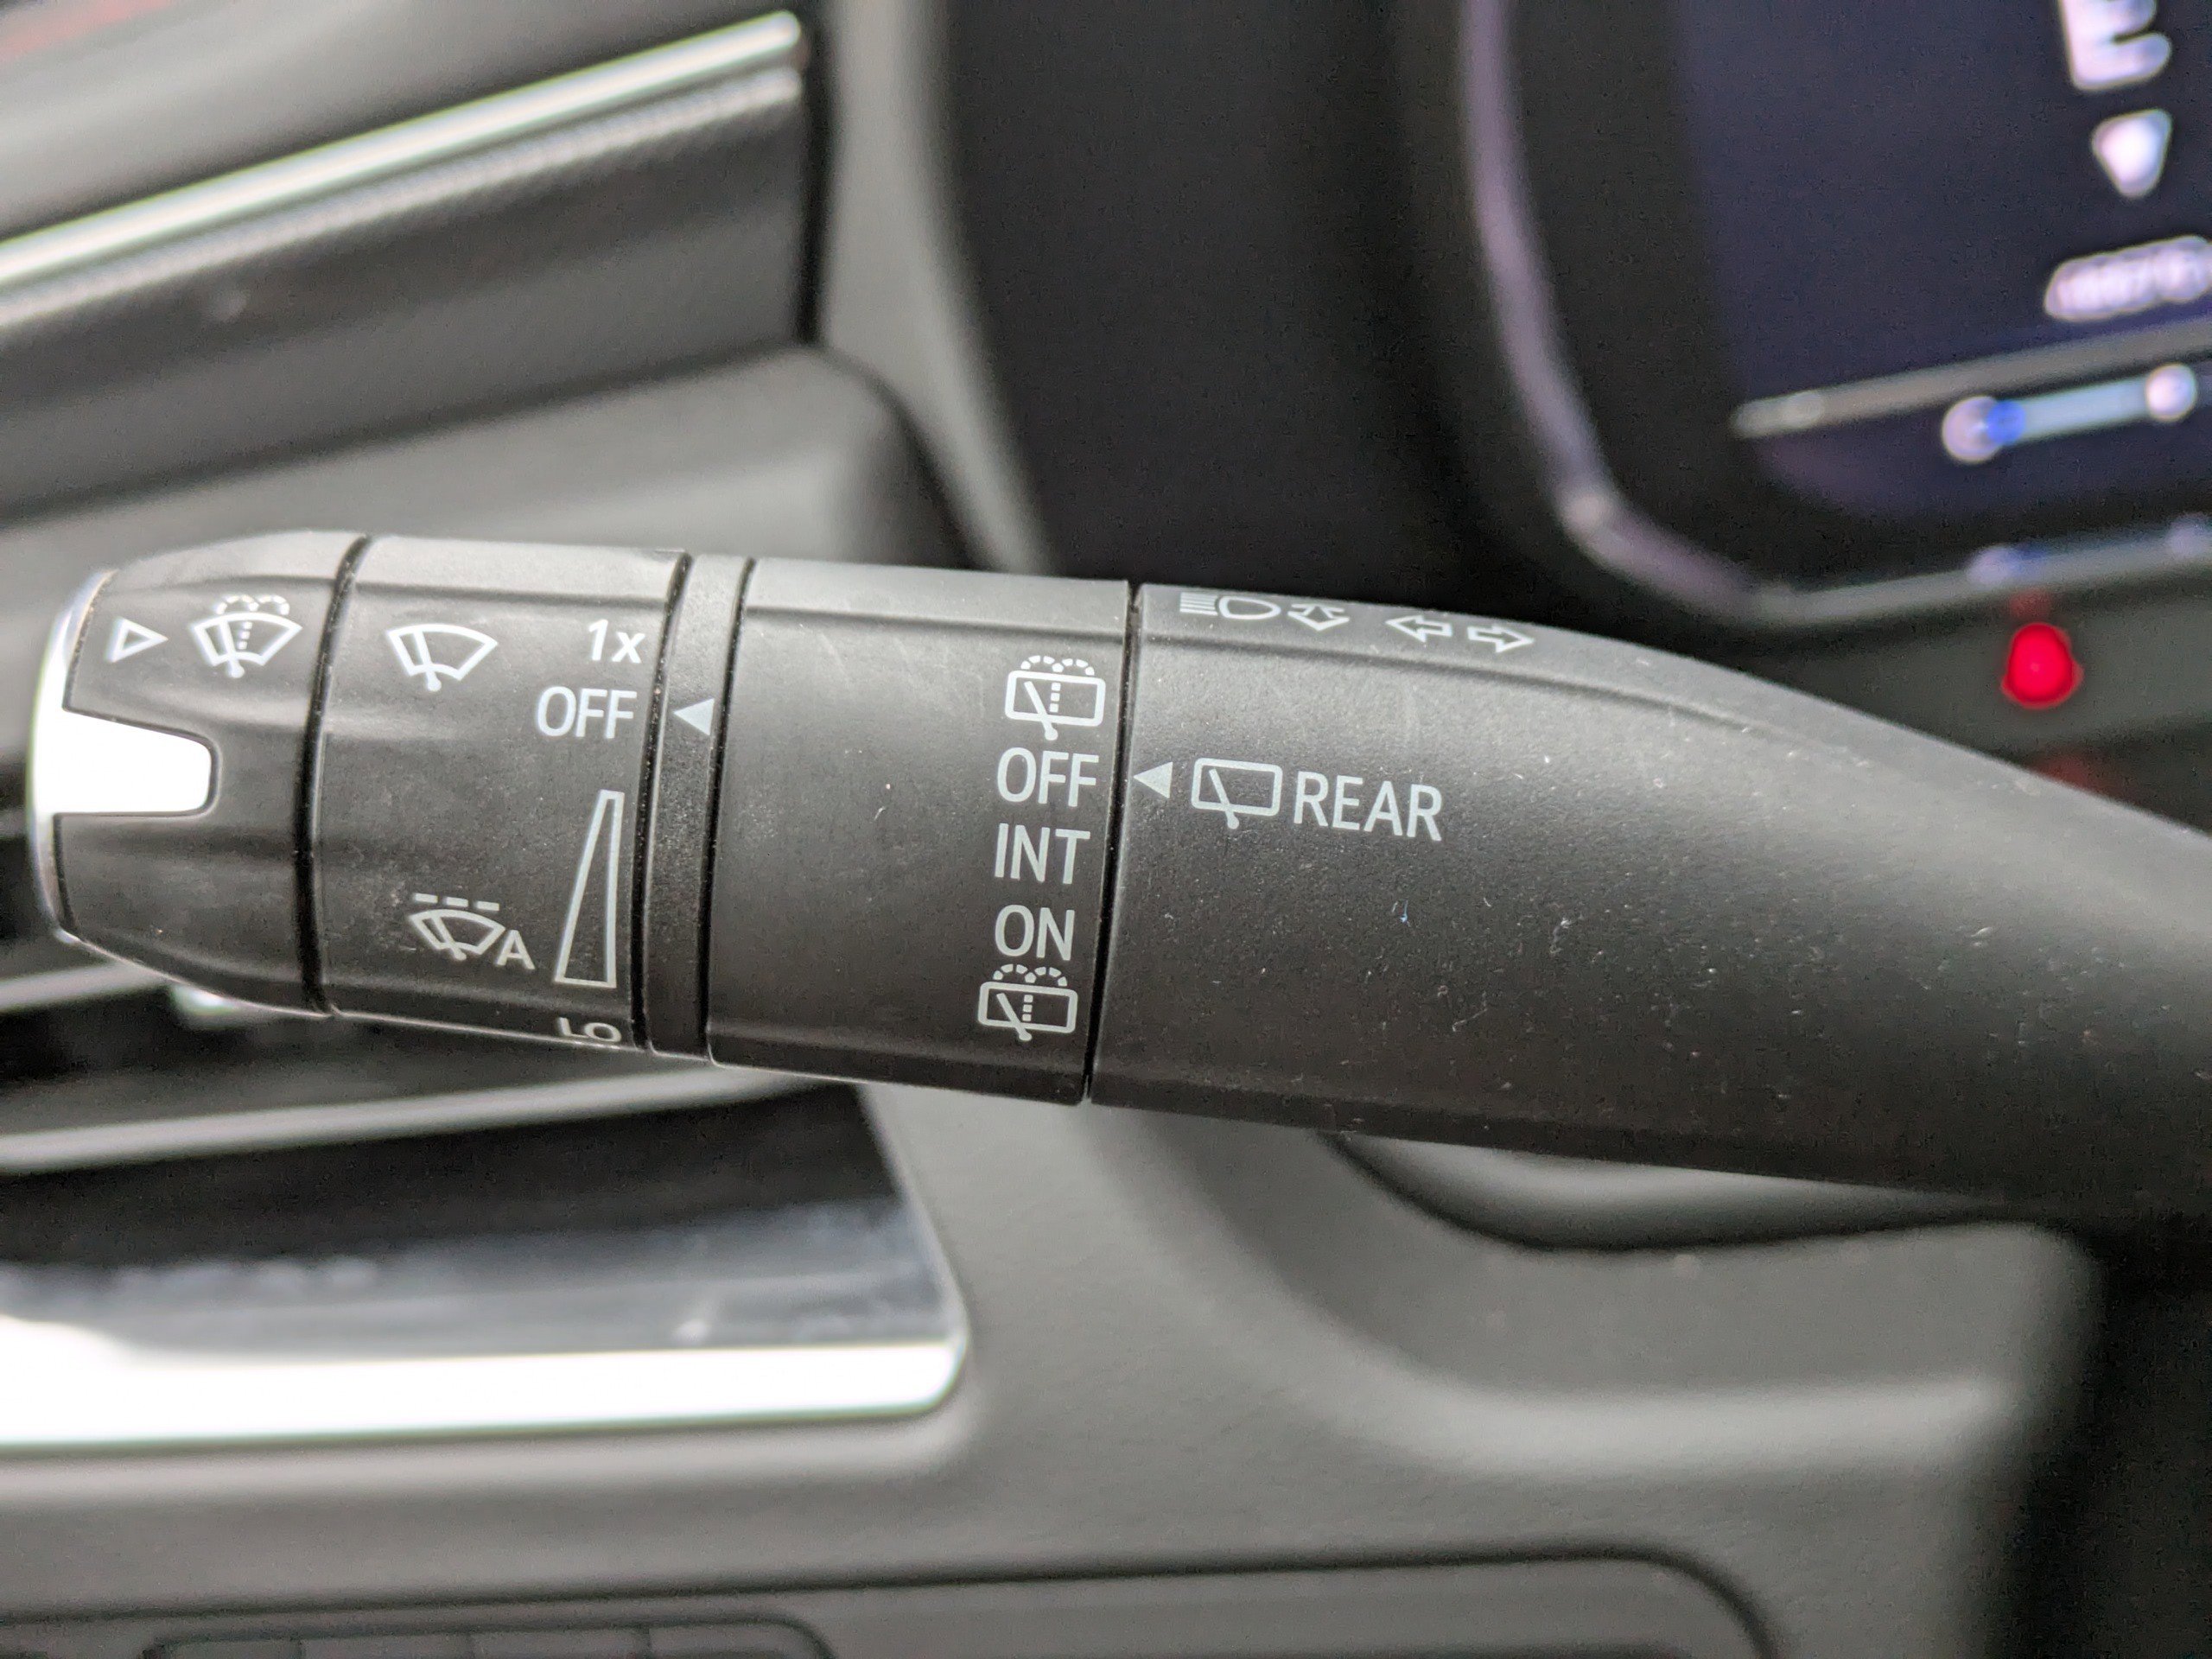 E
1x
OFF
A
OFF
INT
ON
REAR